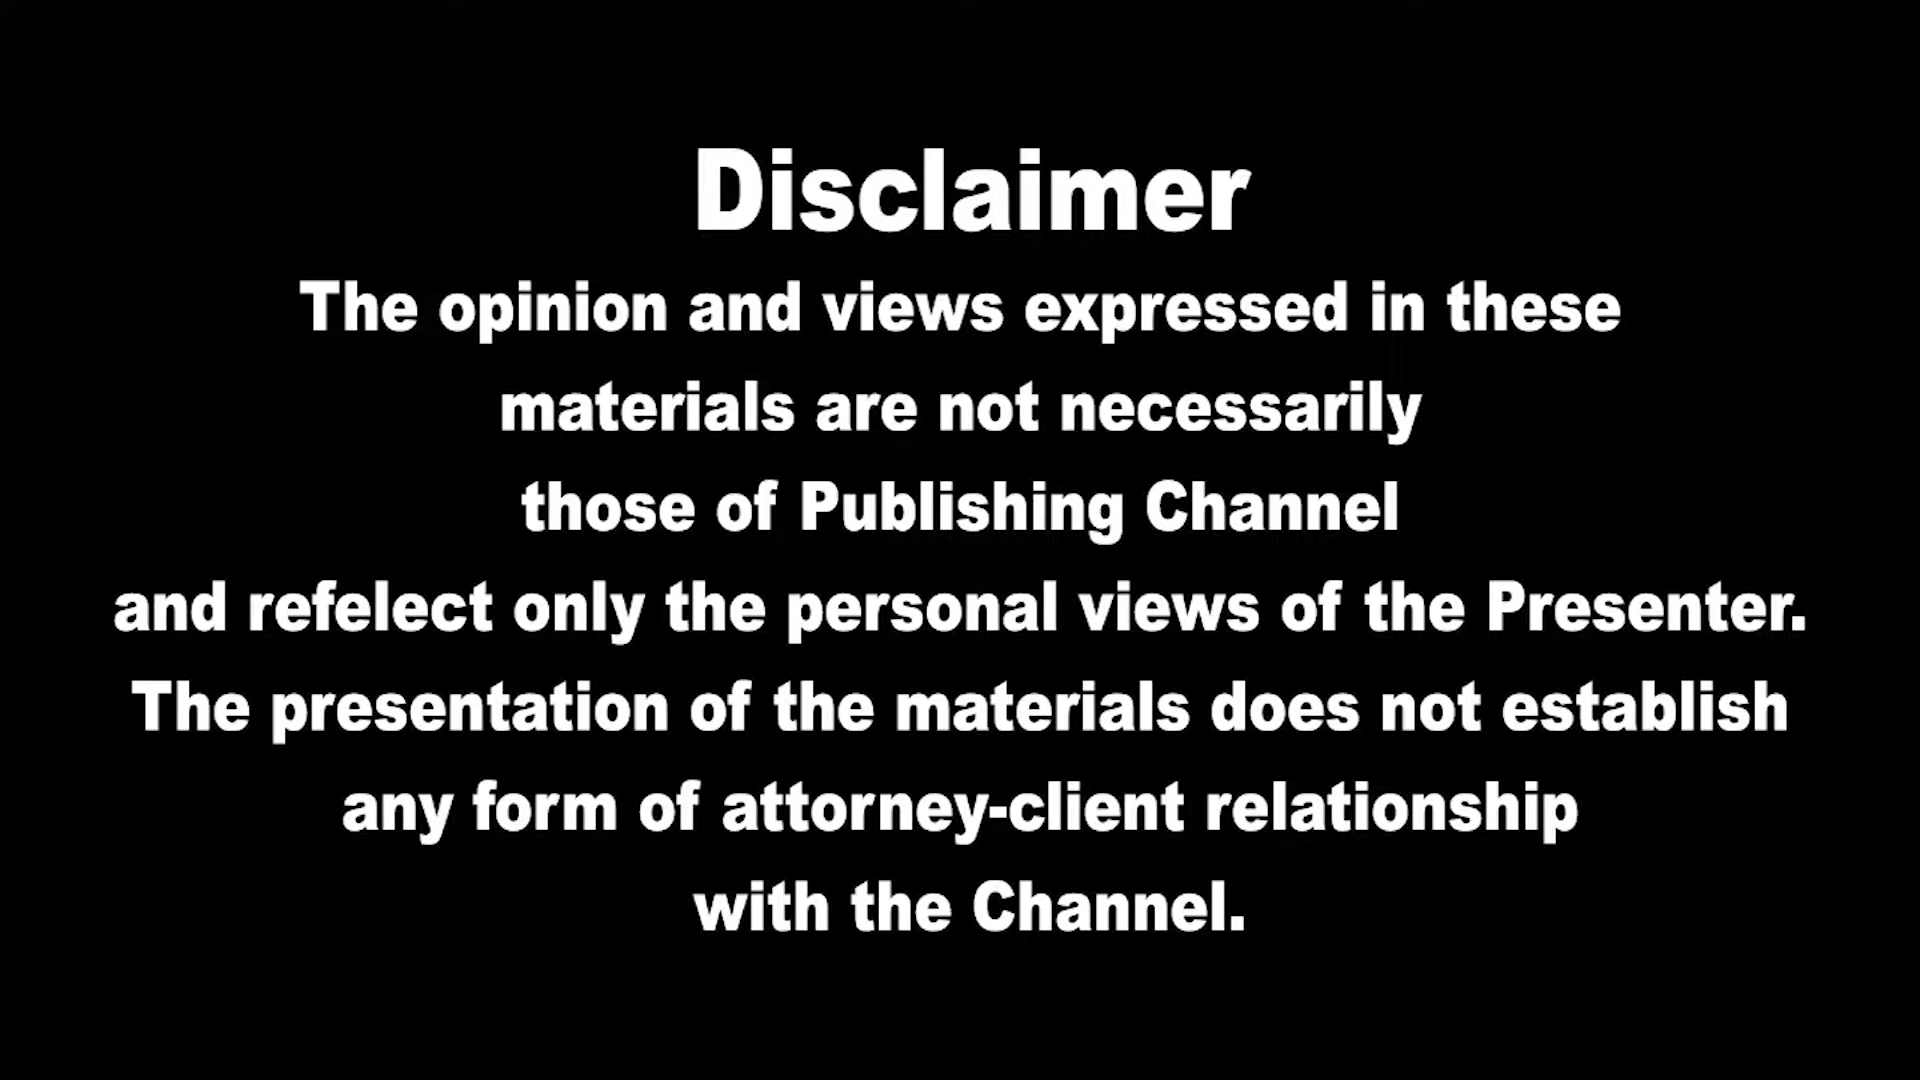 Disclaimer
The opinion and views expressed in these
materials are not necessarily
those of Publishing Channel
and refelect only the personal views of the Presenter.
The presentation of the materials does not establish
any form of attorney-client relationship
with the Channel.